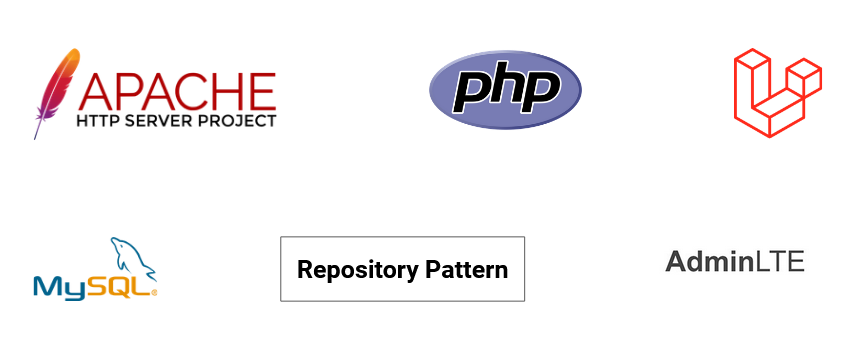 APACHE
HTTP SERVER PROJECT
php
MySQL
Repository Pattern
AdminLTE